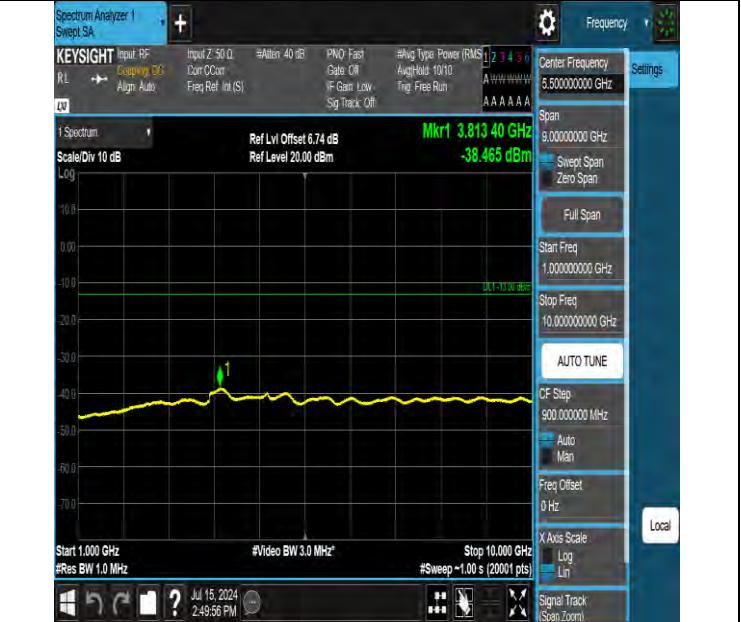 Spectrum Analyzer 1
Swept SA
+
Frequency
KEYSIGHT
Input: RF
Input Z: 50 Ω
#Atten: 40 dB
PNO: Fast
#Avg Type: Power (RMS
1 2 3 4 5 6
RL
Coupling: DC
Corr CCorr
Gate: Off
Avg|Hold: 10/10
A W W W W W
Align: Auto
Freq Ref: Int (S)
IF Gain: Low
Trig: Free Run
Sig Track: Off
A A A A A A
LXI
Center Frequency
5.500000000 GHz
Settings
Span
9.00000000 GHz
Swept Span
Zero Span
Full Span
Start Freq
1.000000000 GHz
Stop Freq
10.000000000 GHz
AUTO TUNE
CF Step
900.000000 MHz
Auto
Man
Freq Offset
0 Hz
X Axis Scale
Log
Lin
Signal Track
(Span Zoom)
Local
1 Spectrum
Ref Lvl Offset 6.74 dB
Mkr1 3.813 40 GHz
Scale/Div 10 dB
Ref Level 20.00 dBm
-38.465 dBm
Log
10.0
0.00
-10.0
DL1 -13.00 dBm
-20.0
-30.0
1
-40.0
-50.0
-60.0
-70.0
Start 1.000 GHz
#Video BW 3.0 MHz*
Stop 10.000 GHz
#Res BW 1.0 MHz
#Sweep ~1.00 s (20001 pts)
?
Jul 15, 2024
2:49:56 PM